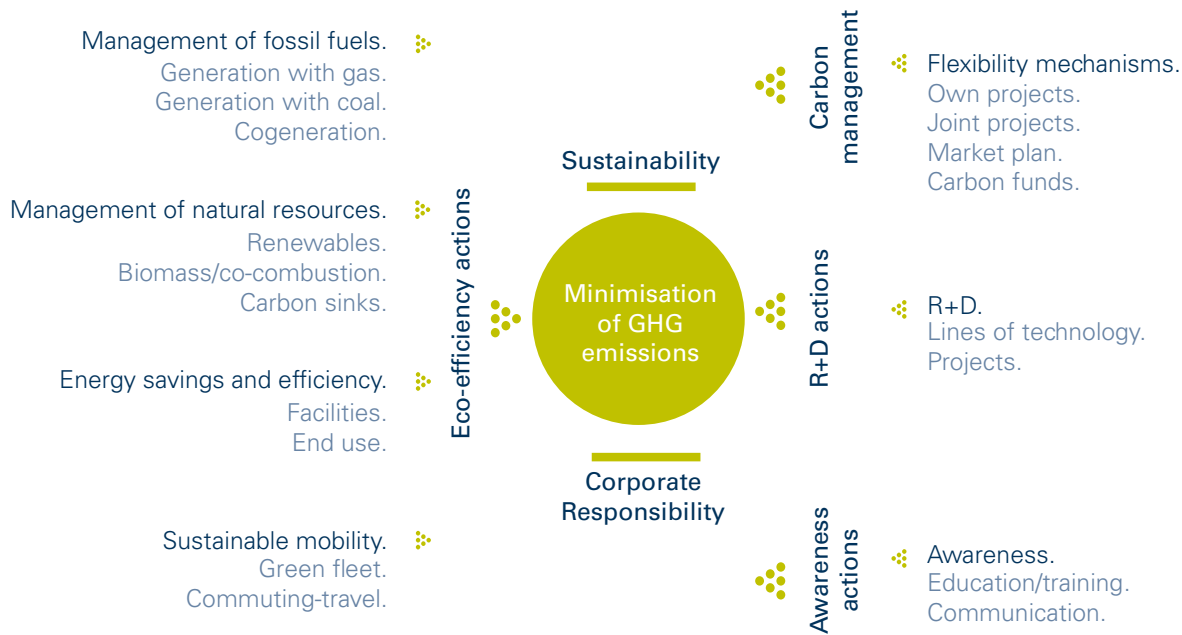 Management of fossil fuels.
Generation with gas.
Generation with coal.
Cogeneration.
Management of natural resources.
Renewables.
Biomass/co-combustion.
Carbon sinks.
Energy savings and efficiency.
Facilities.
End use.
Sustainable mobility.
Green fleet.
Commuting-travel.
Eco-efficiency actions
Sustainability
Minimisation
of GHG
emissions
Corporate
Responsibility
Carbon
management
R+D actions
Awareness
actions
Flexibility mechanisms.
Own projects.
Joint projects.
Market plan.
Carbon funds.
R+D.
Lines of technology.
Projects.
Awareness.
Education/training.
Communication.